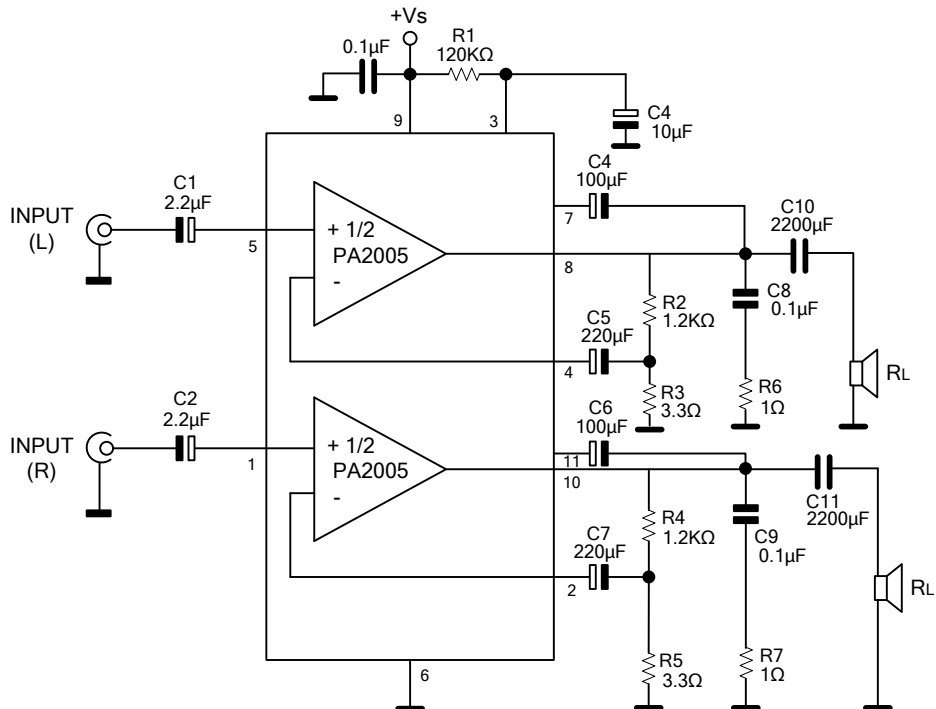 +Vs
0.1µF
R1
120KΩ
9
3
C4
10µF
C1
2.2µF
INPUT
(L)
5
+ 1/2
PA2005
-
C4
100µF
7
8
C10
2200µF
R2
1.2KΩ
C8
0.1µF
C5
220µF
4
R3
3.3Ω
R6
1Ω
RL
C2
2.2µF
INPUT
(R)
1
+ 1/2
PA2005
-
C6
100µF
11
10
C11
2200µF
R4
1.2KΩ
C9
0.1µF
C7
220µF
2
R5
3.3Ω
R7
1Ω
RL
6